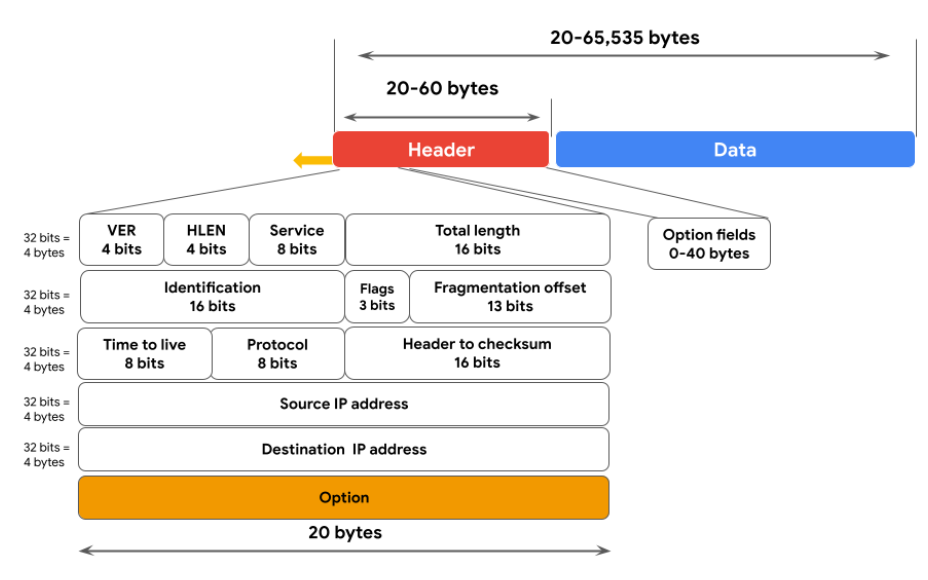 20-65,535 bytes
20-60 bytes
Header
Data
32 bits =
4 bytes
VER
4 bits
HLEN
4 bits
Service
8 bits
Total length
16 bits
Option fields
0-40 bytes
32 bits =
4 bytes
Identification
16 bits
Flags
3 bits
Fragmentation offset
13 bits
32 bits =
4 bytes
Time to live
8 bits
Protocol
8 bits
Header to checksum
16 bits
32 bits =
4 bytes
Source IP address
32 bits =
4 bytes
Destination IP address
Option
20 bytes